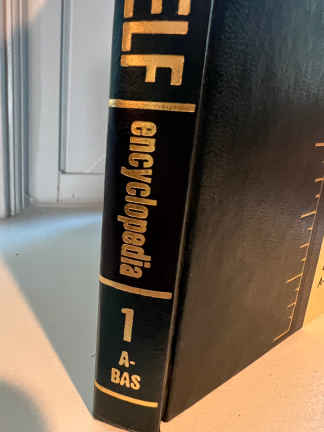 ELF
encyclopedia
1
A-
BAS